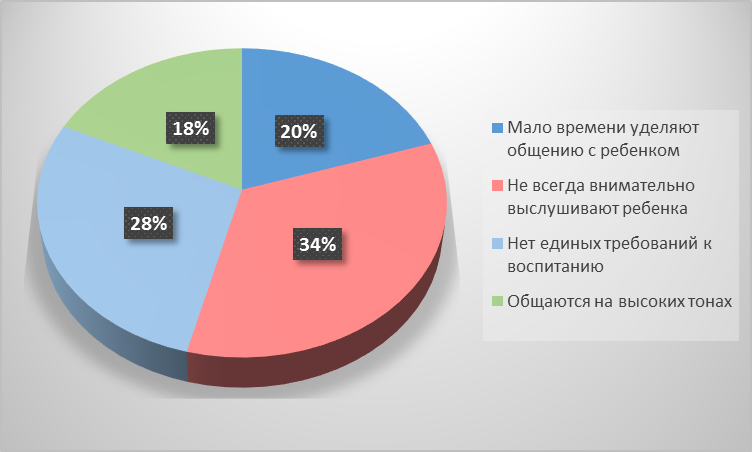 18%
20%
28%
34%
Мало времени уделяют
общению с ребенком
Не всегда внимательно
выслушивают ребенка
Нет единых требований к
воспитанию
Общаются на высоких тонах